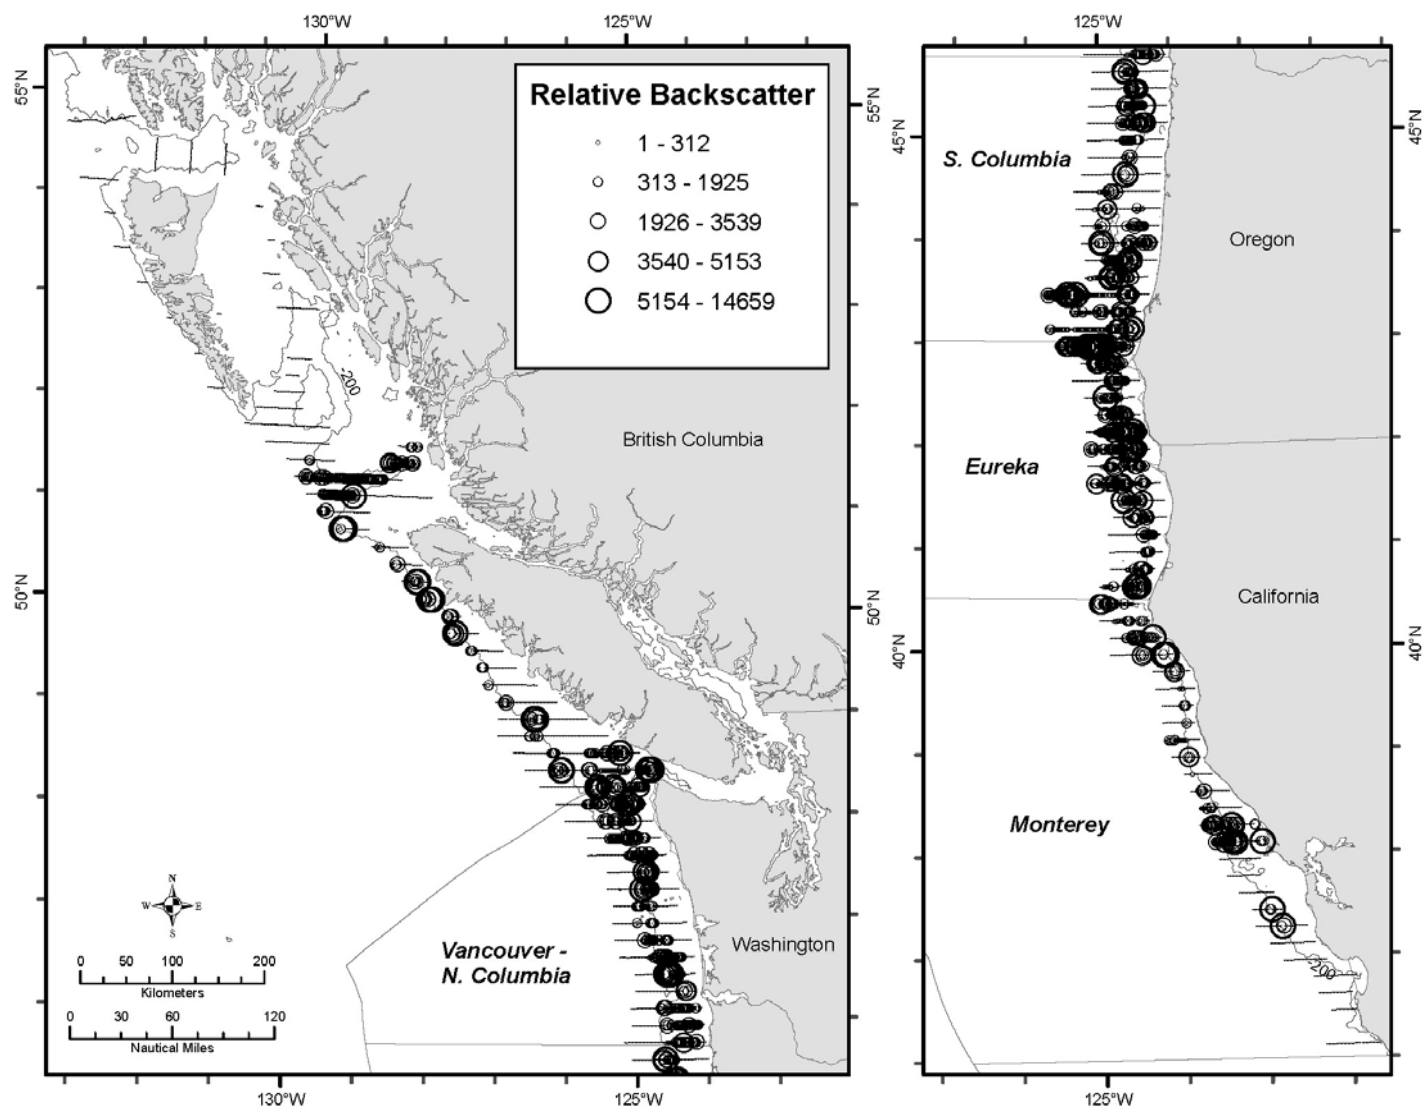 130°W
125°W
125°W
55°N
55°N
Relative Backscatter
1 - 312
313 - 1925
1926 - 3539
3540 - 5153
5154 - 14659
45°N
45°N
S. Columbia
Oregon
-200
British Columbia
Eureka
50°N
50°N
California
40°N
40°N
Monterey
N
W
E
S
Vancouver -
N. Columbia
Washington
0 50 100 200
Kilometers
0 30 60 120
Nautical Miles
-200
130°W
125°W
125°W